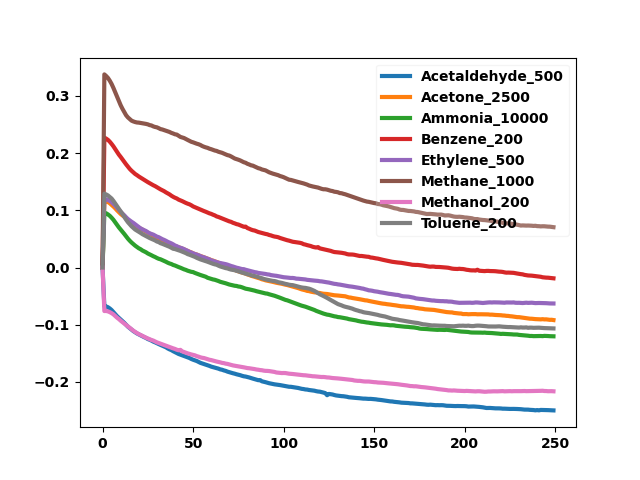 0.3
0.2
0.1
0.0
−0.1
−0.2
0
50
100
150
200
250
Acetaldehyde_500
Acetone_2500
Ammonia_10000
Benzene_200
Ethylene_500
Methane_1000
Methanol_200
Toluene_200